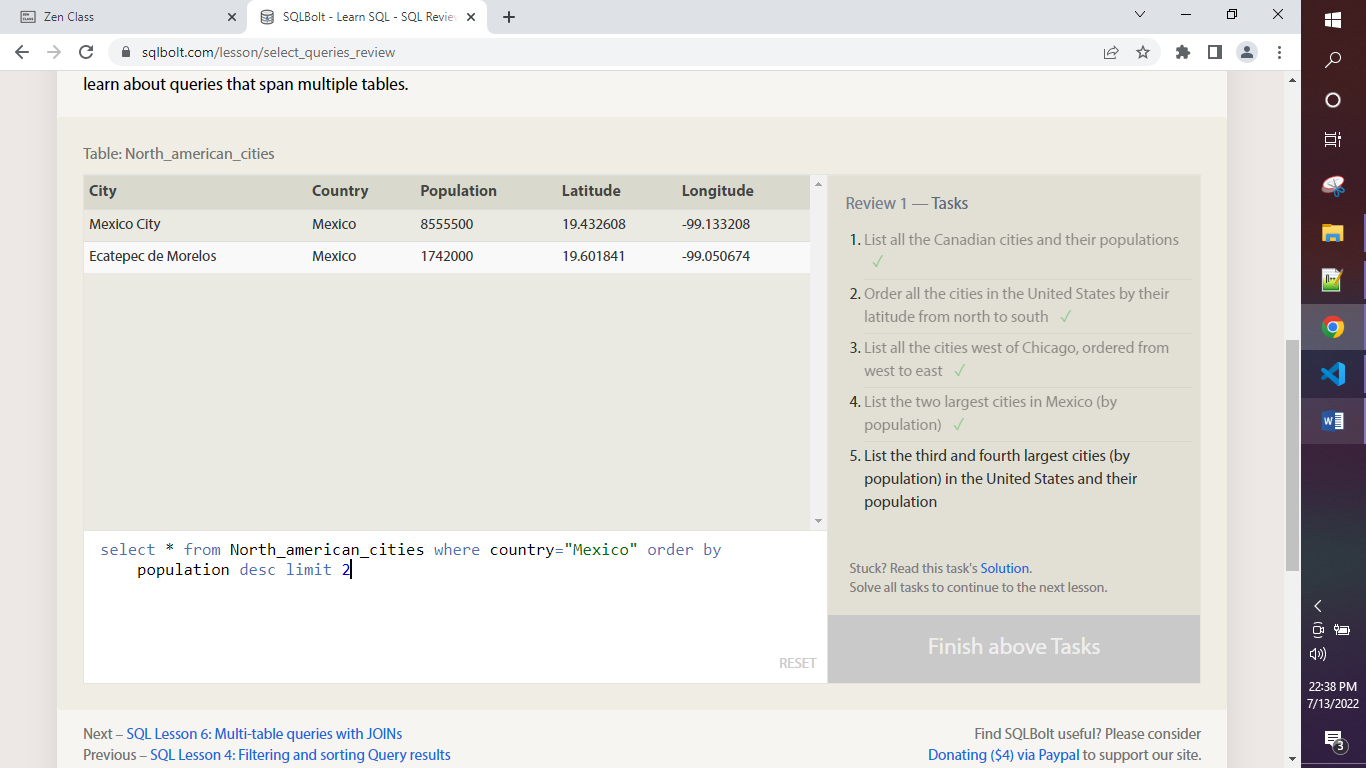 Zen Class
SQLBolt - Learn SQL - SQL Review
sqlbolt.com/lesson/select_queries_review
learn about queries that span multiple tables.
Table: North_american_cities
City Country Population Latitude Longitude
Mexico City Mexico 8555500 19.432608 -99.133208
Ecatepec de Morelos Mexico 1742000 19.601841 -99.050674
select * from North_american_cities where country="Mexico" order by
population desc limit 2
RESET
Review 1 — Tasks
1. List all the Canadian cities and their populations
✓
2. Order all the cities in the United States by their
latitude from north to south ✓
3. List all the cities west of Chicago, ordered from
west to east ✓
4. List the two largest cities in Mexico (by
population) ✓
5. List the third and fourth largest cities (by
population) in the United States and their
population
Stuck? Read this task's Solution.
Solve all tasks to continue to the next lesson.
Finish above Tasks
Next – SQL Lesson 6: Multi-table queries with JOINs
Previous – SQL Lesson 4: Filtering and sorting Query results
Find SQLBolt useful? Please consider
Donating ($4) via Paypal to support our site.
22:38 PM
7/13/2022
3